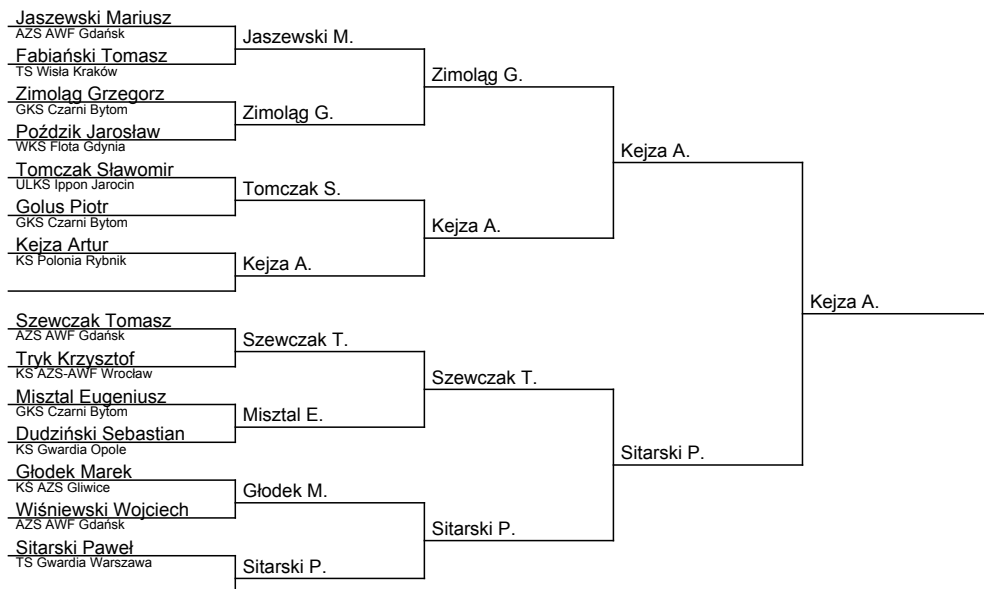 Jaszewski Mariusz
AZS AWF Gdańsk
Fabiański Tomasz
TS Wisła Kraków
Zimoląg Grzegorz
GKS Czarni Bytom
Poździk Jarosław
WKS Flota Gdynia
Tomczak Sławomir
ULKS Ippon Jarocin
Golus Piotr
GKS Czarni Bytom
Kejza Artur
KS Polonia Rybnik
Szewczak Tomasz
AZS AWF Gdańsk
Tryk Krzysztof
KS AZS-AWF Wrocław
Misztal Eugeniusz
GKS Czarni Bytom
Dudziński Sebastian
KS Gwardia Opole
Głodek Marek
KS AZS Gliwice
Wiśniewski Wojciech
AZS AWF Gdańsk
Sitarski Paweł
TS Gwardia Warszawa
Jaszewski M.
Zimoląg G.
Tomczak S.
Kejza A.
Szewczak T.
Misztal E.
Głodek M.
Sitarski P.
Zimoląg G.
Kejza A.
Szewczak T.
Sitarski P.
Kejza A.
Sitarski P.
Kejza A.